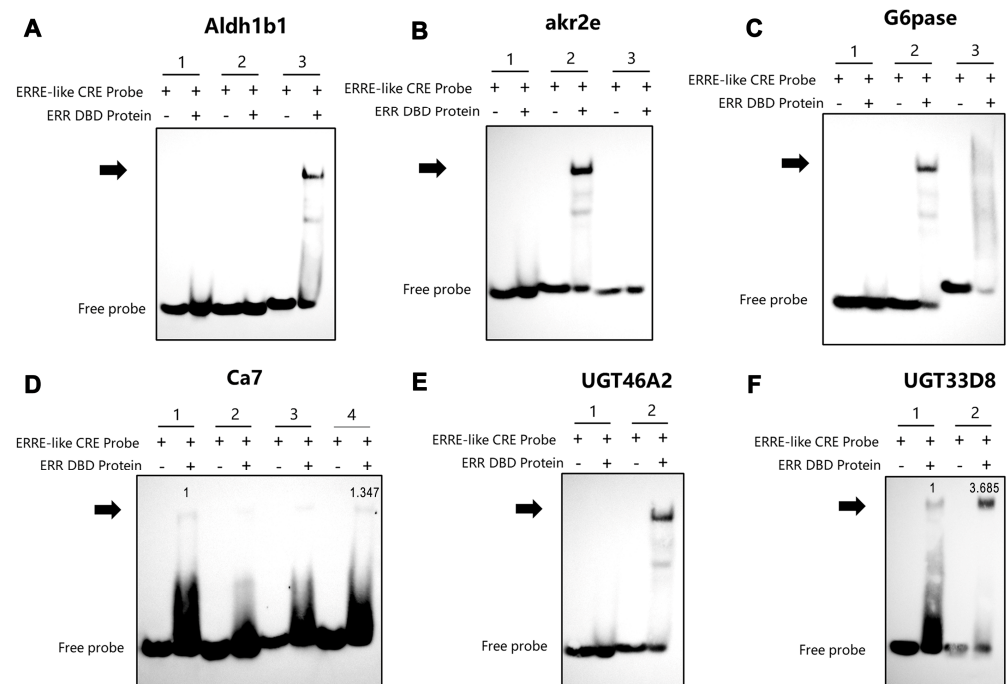 A
Aldh1b1
1 2 3
ERRE-like CRE Probe + + + + + +
ERR DBD Protein - + - + - +
Free probe
B
akr2e
1 2 3
ERRE-like CRE Probe + + + + + +
ERR DBD Protein - + - + - +
Free probe
C
G6pase
1 2 3
ERRE-like CRE Probe + + + + + +
ERR DBD Protein - + - + - +
Free probe
D
Ca7
1 2 3 4
ERRE-like CRE Probe + + + + + + + +
ERR DBD Protein - + - + - + - +
1 1.347
Free probe
E
UGT46A2
1 2
ERRE-like CRE Probe + + + +
ERR DBD Protein - + - +
Free probe
F
UGT33D8
1 2
ERRE-like CRE Probe + + + +
ERR DBD Protein - + - +
1 3.685
Free probe